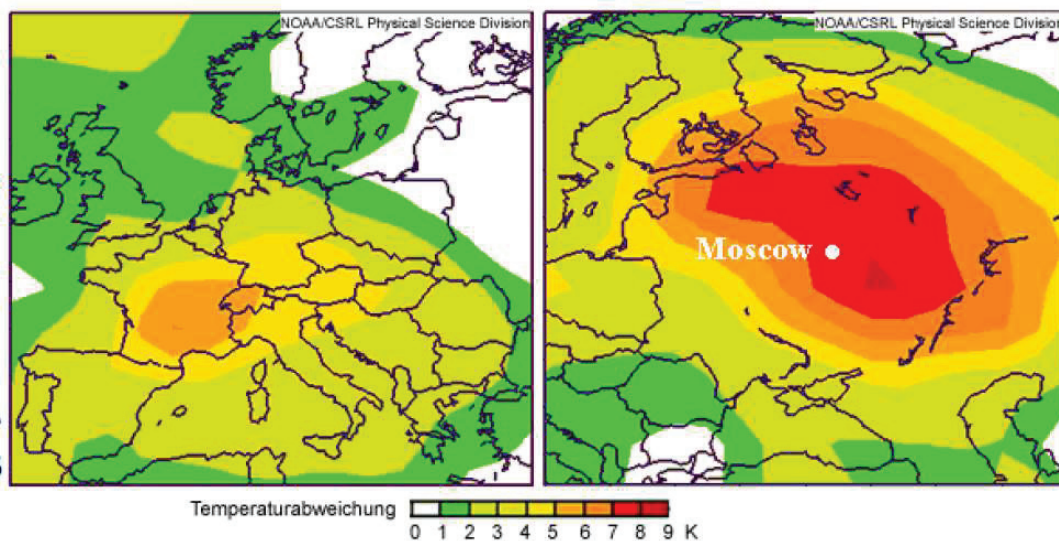 NOAA/CSRL Physical Science Division
NOAA/CSRL Physical Science Division
Moscow
Temperaturabweichung
0 1 2 3 4 5 6 7 8 9 K